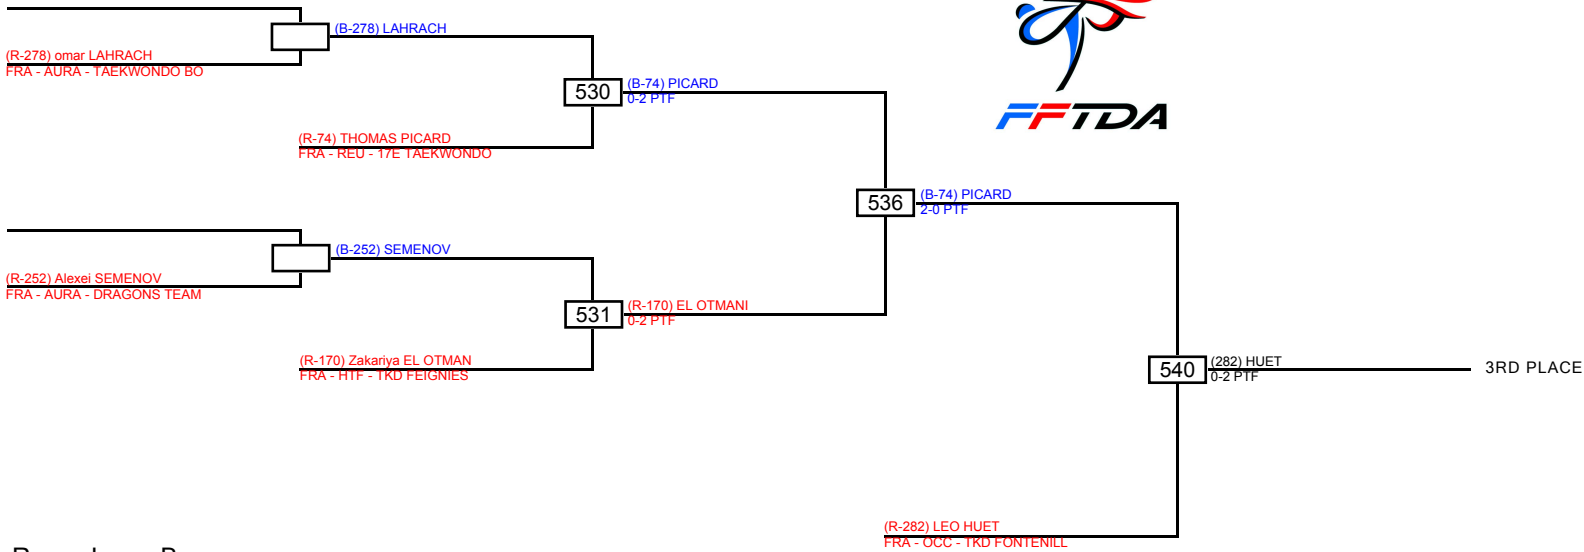 (B-278) LAHRACH
(R-278) omar LAHRACH
FRA - AURA - TAEKWONDO BO
530
(B-74) PICARD
0-2 PTF
FFTDA
(R-74) THOMAS PICARD
FRA - REU - 17E TAEKWONDO
536
(B-74) PICARD
2-0 PTF
(B-252) SEMENOV
(R-252) Alexei SEMENOV
FRA - AURA - DRAGONS TEAM
531
(R-170) EL OTMANI
0-2 PTF
(R-170) Zakariya EL OTMAN
FRA - HTF - TKD FEIGNIES
540
(282) HUET
0-2 PTF
3RD PLACE
(R-282) LEO HUET
FRA - OCC - TKD FONTENILL